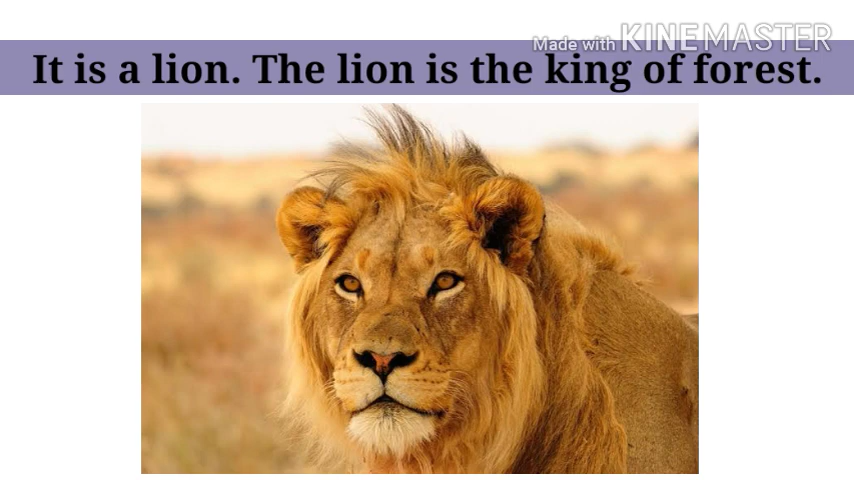 Made with KINEMASTER
It is a lion. The lion is the king of forest.